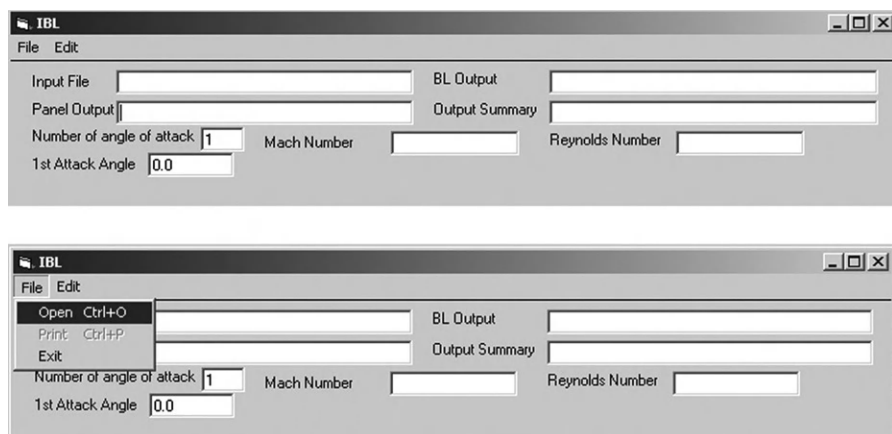 IBL
File Edit
Input File BL Output
Panel Output Output Summary
Number of angle of attack 1 Mach Number Reynolds Number
1st Attack Angle 0.0
IBL
File Edit
Open Ctrl+O
BL Output
Print Ctrl+P
Output Summary
Exit
Number of angle of attack 1 Mach Number Reynolds Number
1st Attack Angle 0.0